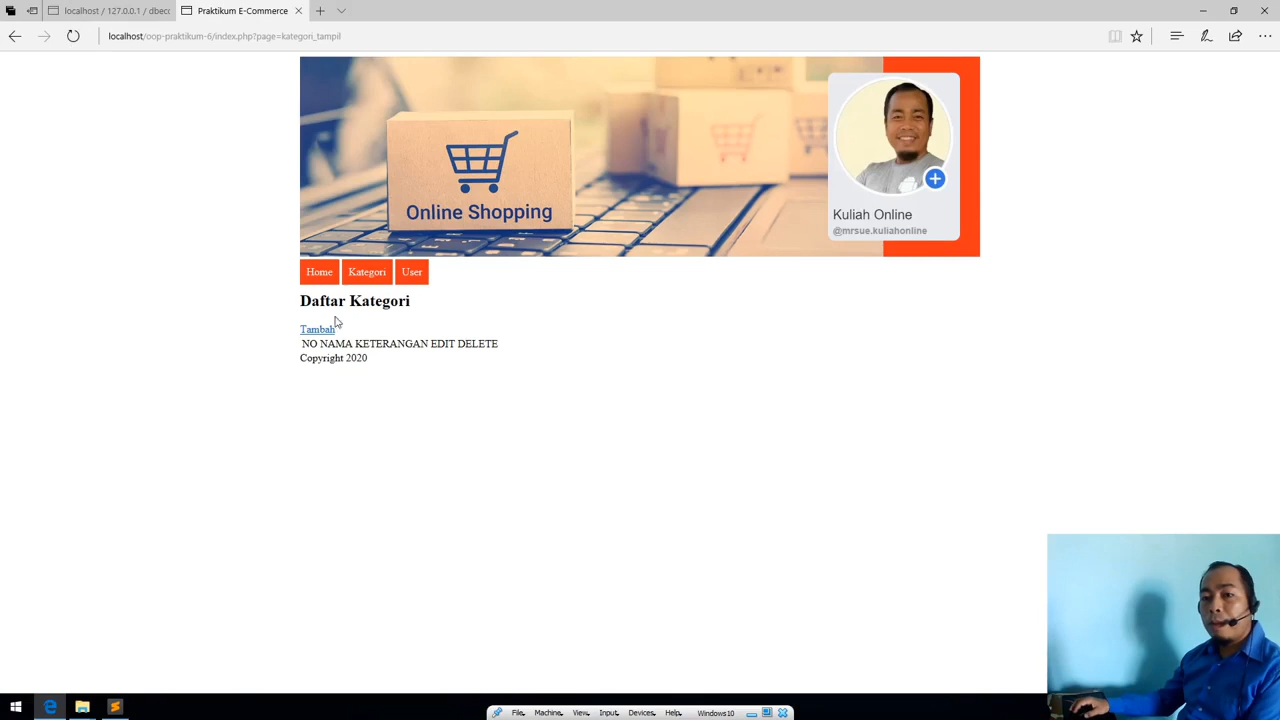 localhost / 127.0.0.1 / dbecc
Praktikum E-Commerce
localhost/oop-praktikum-6/index.php?page=kategori_tampil
Online Shopping
Kuliah Online
@mrsue.kuliahonline
Home Kategori User
Daftar Kategori
Tambah
NO NAMA KETERANGAN EDIT DELETE
Copyright 2020
File Machine View Input Devices Help Windows10